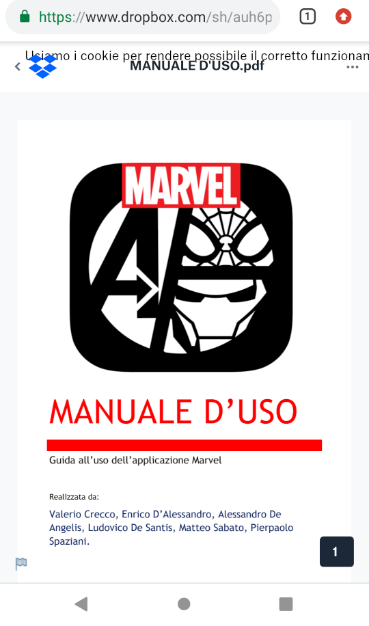 https://www.dropbox.com/sh/auh6p
1
Usiamo i cookie per rendere possibile il corretto funzionam
MANUALE D'USO.pdf
MARVEL
MANUALE D'USO
Guida all'uso dell'applicazione Marvel
Realizzata da:
Valerio Crecco, Enrico D'Alessandro, Alessandro De
Angelis, Ludovico De Santis, Matteo Sabato, Pierpaolo
Spaziani.
1